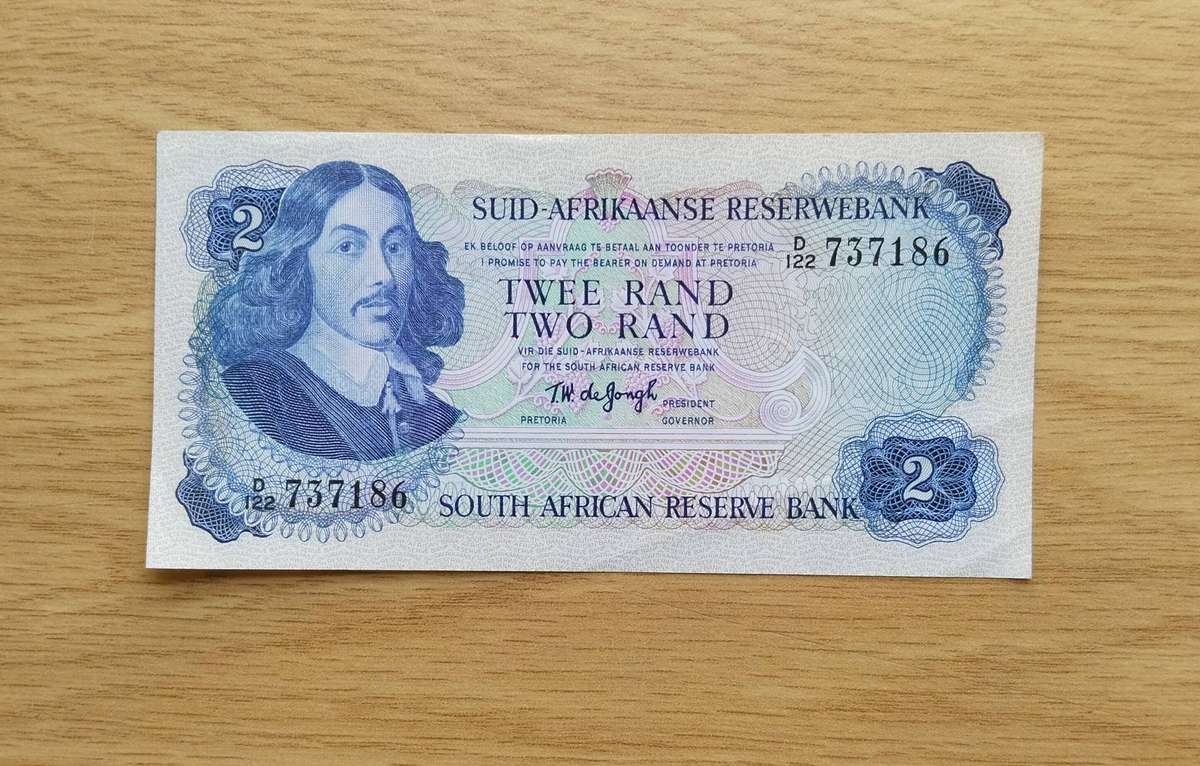 2
SUID-AFRIKAANSE RESERWEBANK
EK BELOOF OP AANVRAAG TE BETAAL AAN TOONDER TE PRETORIA
I PROMISE TO PAY THE BEARER ON DEMAND AT PRETORIA
D/122 737186
TWEE RAND
TWO RAND
VIR DIE SUID-AFRIKAANSE RESERWEBANK
FOR THE SOUTH AFRICAN RESERVE BANK
T.W. de Jongh
PRESIDENT
PRETORIA GOVERNOR
D/122 737186
SOUTH AFRICAN RESERVE BANK
2